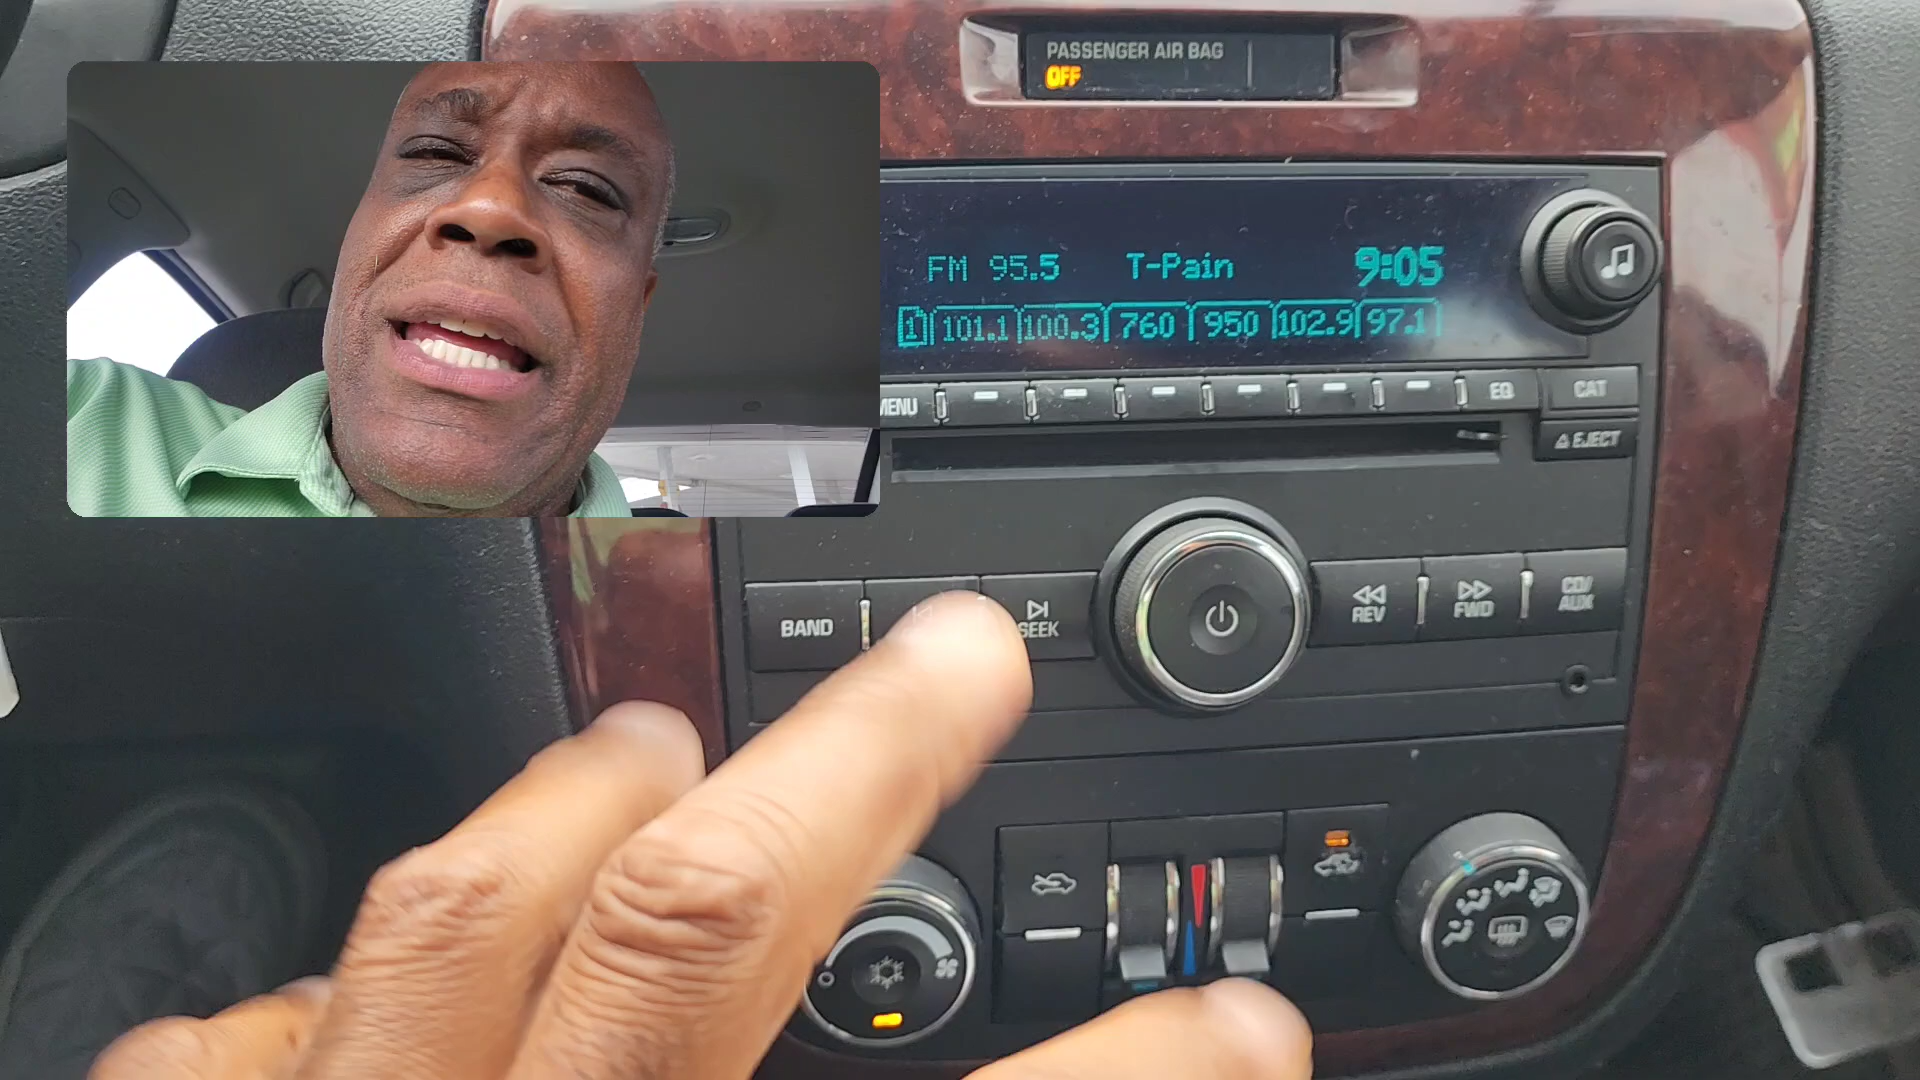 PASSENGER AIR BAG
OFF
FM 95.5 T-Pain 9:05
1 101.1 100.3 760 950 102.9 97.1
MENU EQ CAT
EJECT
BAND SEEK REV FWD CD/
AUX